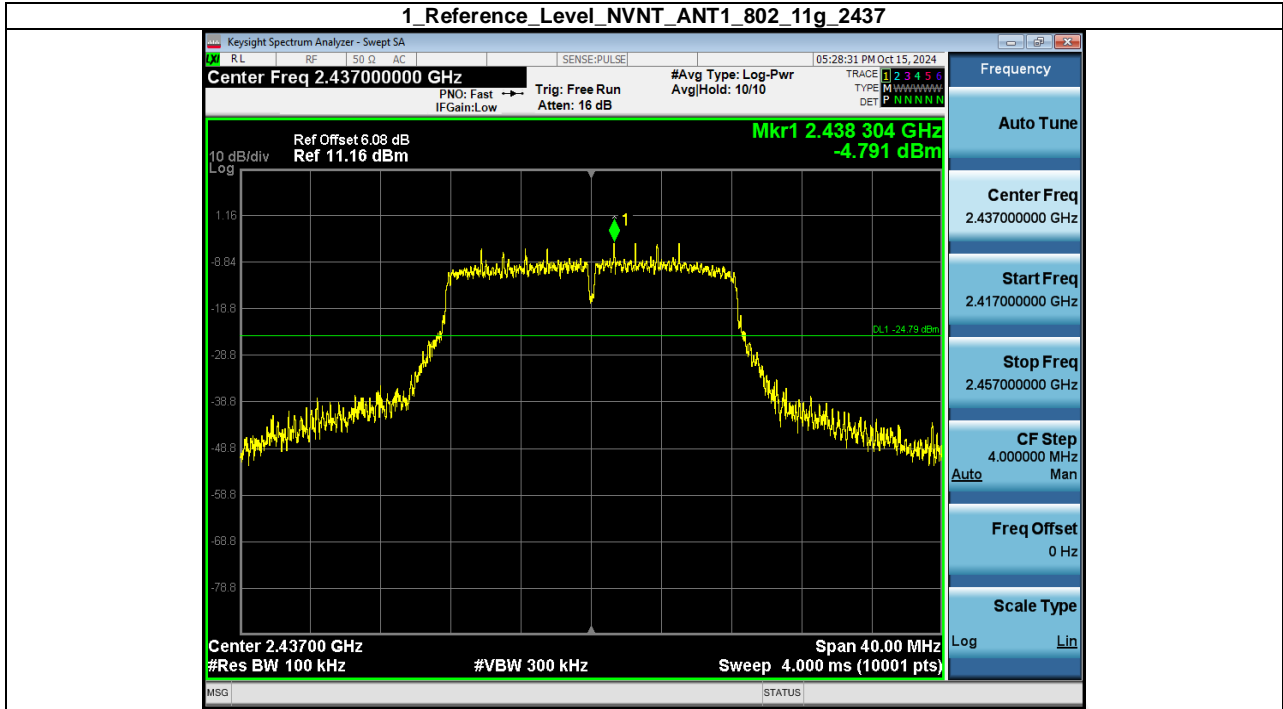 1_Reference_Level_NVNT_ANT1_802_11g_2437
Keysight Spectrum Analyzer - Swept SA
RL RF 50 Ω AC SENSE:PULSE 05:28:31 PM Oct 15, 2024
Center Freq 2.437000000 GHz
PNO: Fast
IFGain:Low
Trig: Free Run
Atten: 16 dB
#Avg Type: Log-Pwr
Avg|Hold: 10/10
TRACE 1 2 3 4 5 6
TYPE M WWWWW
DET P N N N N N
Mkr1 2.438 304 GHz
-4.791 dBm
Ref Offset 6.08 dB
10 dB/div Ref 11.16 dBm
Log
1
1.16
-8.84
-18.8
DL1 -24.79 dBm
-28.8
-38.8
-48.8
-58.8
-68.8
-78.8
Center 2.43700 GHz Span 40.00 MHz
#Res BW 100 kHz #VBW 300 kHz Sweep 4.000 ms (10001 pts)
MSG STATUS
Frequency
Auto Tune
Center Freq
2.437000000 GHz
Start Freq
2.417000000 GHz
Stop Freq
2.457000000 GHz
CF Step
4.000000 MHz
Auto Man
Freq Offset
0 Hz
Scale Type
Log Lin